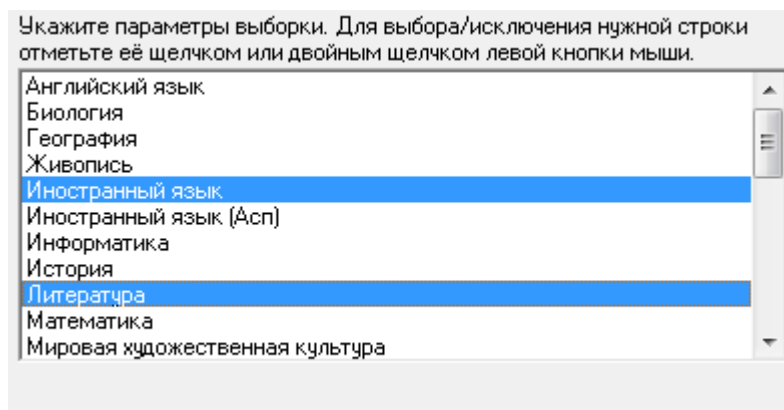 Укажите параметры выборки. Для выбора/исключения нужной строки
отметьте её щелчком или двойным щелчком левой кнопки мыши.
Английский язык
Биология
География
Живопись
Иностранный язык
Иностранный язык (Асп)
Информатика
История
Литература
Математика
Мировая художественная культура